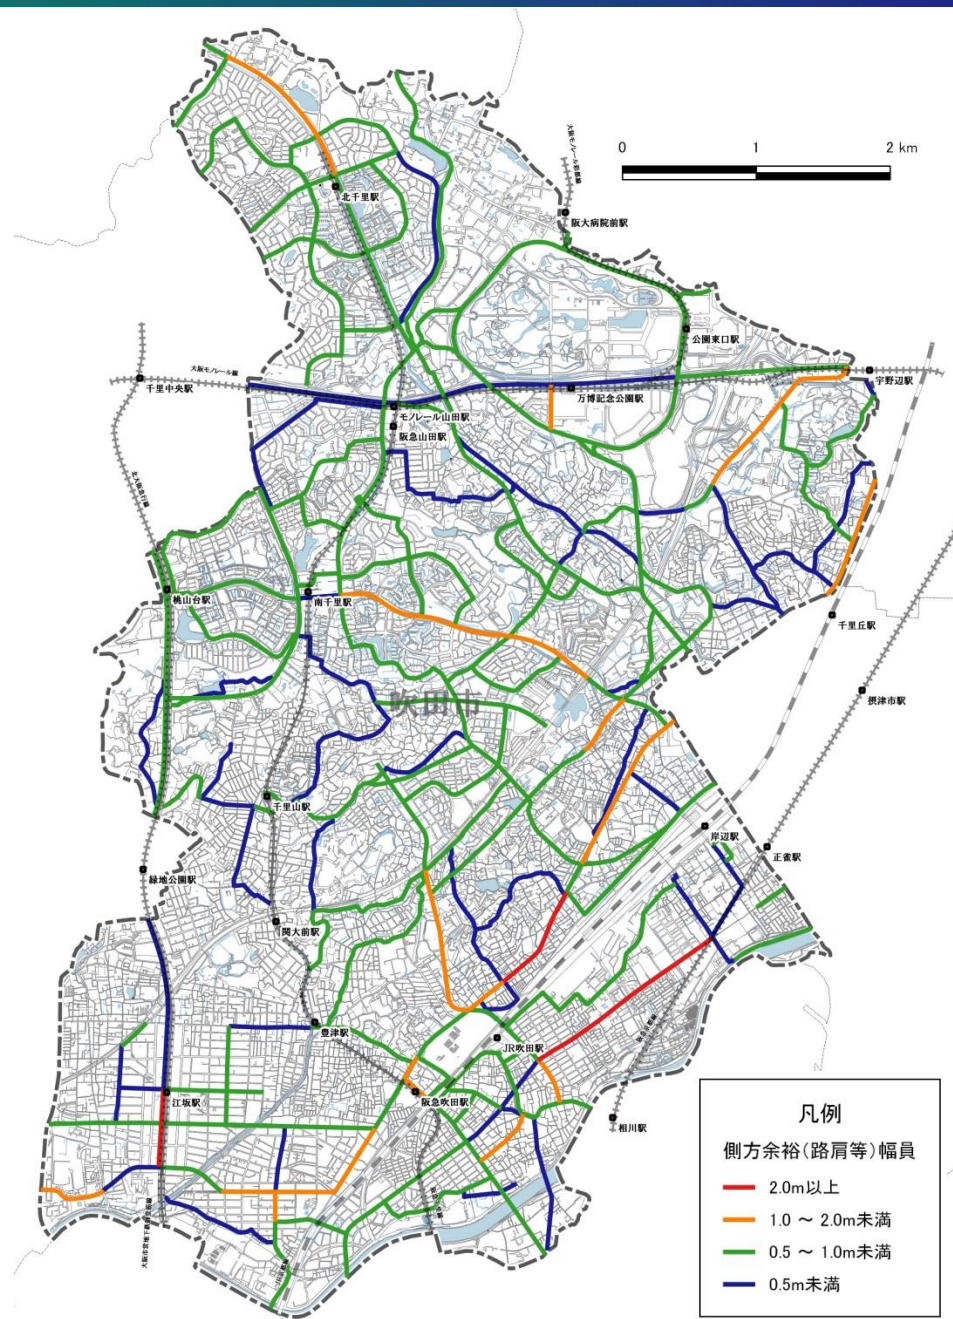 0 1 2 km
大阪モノレール彩都線
阪大病院前駅
北千里駅
公園東口駅
大阪モノレール線
千里中央駅
宇野辺駅
万博記念公園駅
モノレール山田駅
阪急山田駅
北大阪急行線
桃山台駅
南千里駅
千里丘駅
摂津市駅
吹田市
千里山駅
岸辺駅
正雀駅
緑地公園駅
関大前駅
豊津駅
JR吹田駅
江坂駅
阪急吹田駅
相川駅
凡例
側方余裕(路肩等)幅員
2.0m以上
1.0 ～ 2.0m未満
0.5 ～ 1.0m未満
0.5m未満